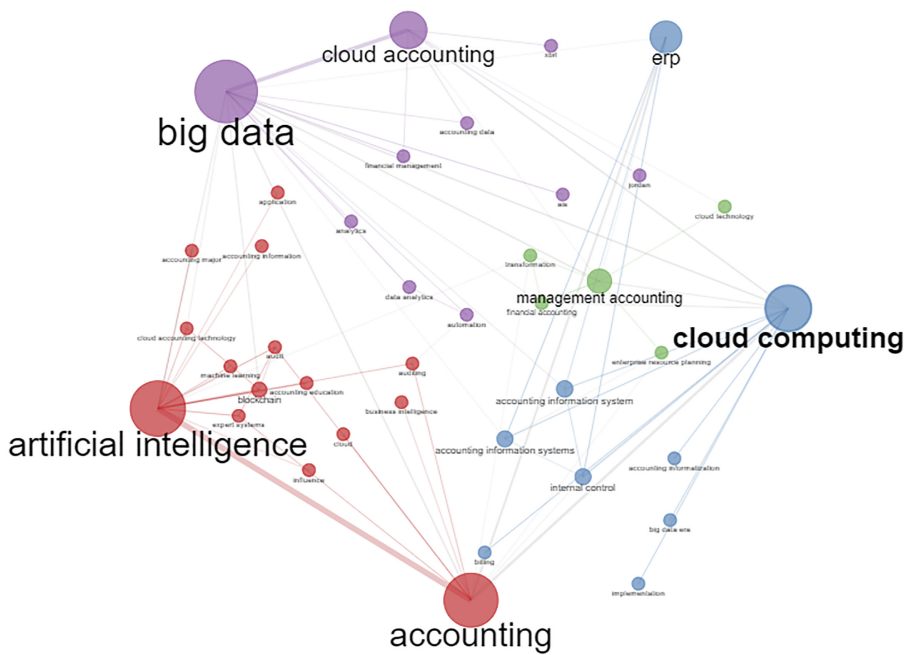 cloud accounting
xbrl
erp
big data
accounting data
financial management
jordan
application
ais
cloud technology
analytics
accounting major
accounting information
transformation
data analytics
management accounting
financial accounting
automation
cloud accounting technology
cloud computing
audit
enterprise resource planning
machine learning
auditing
accounting education
blockchain
accounting information system
business intelligence
expert systems
artificial intelligence
cloud
accounting information systems
accounting informatization
influence
internal control
big data era
billing
implementation
accounting